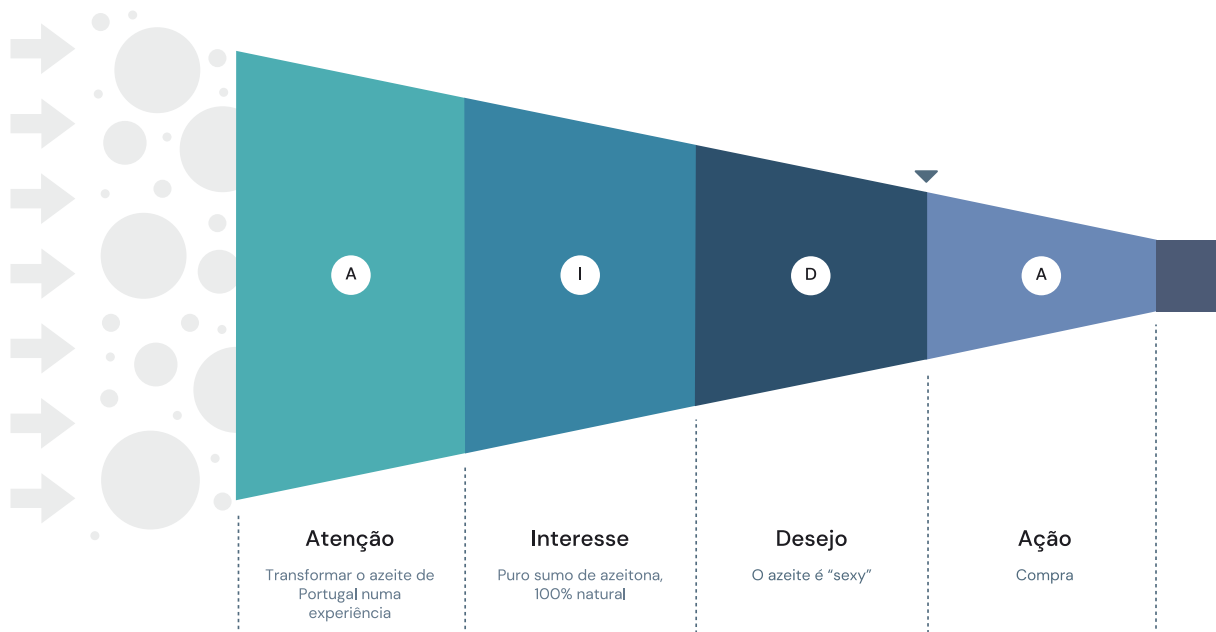 A
I
D
A
Atenção
Transformar o azeite de
Portugal numa
experiência
Interesse
Puro sumo de azeitona,
100% natural
Desejo
O azeite é “sexy”
Ação
Compra